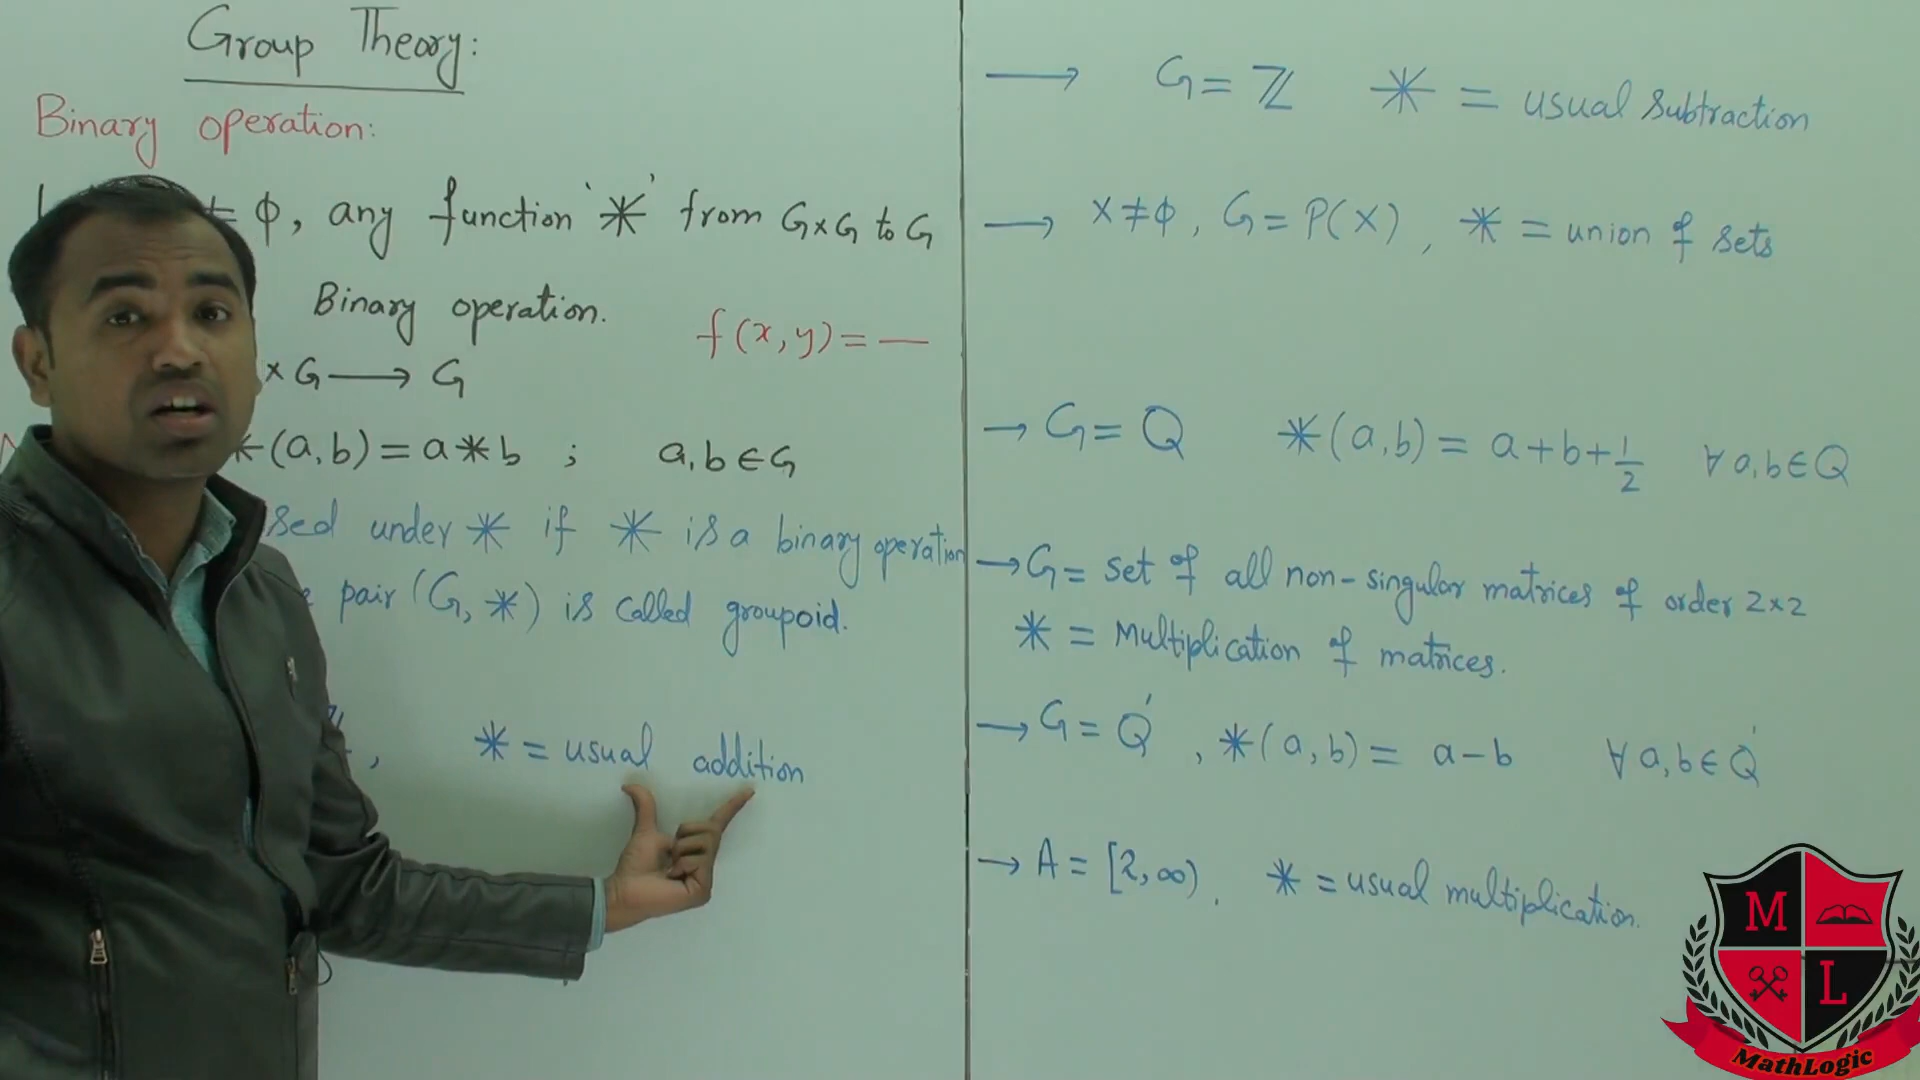 Group Theory:
Binary operation:
≠ φ, any function '*' from G×G to G
Binary operation.
f(x,y)= —
× G ⟶ G
*(a,b) = a * b ; a,b ∈ G
sed under * if * is a binary operation
pair (G, *) is called groupoid.
, * = usual addition
⟶ G = ℤ * = usual subtraction
⟶ X ≠ φ, G = P(X), * = union of sets
→ G = Q *(a,b) = a+b+1/2 ∀ a,b ∈ Q
→ G = set of all non-singular matrices of order 2×2
* = Multiplication of matrices.
→ G = Q', *(a,b) = a-b ∀ a,b ∈ Q'
→ A = [2,∞), * = usual multiplication.
M
L
MathLogic